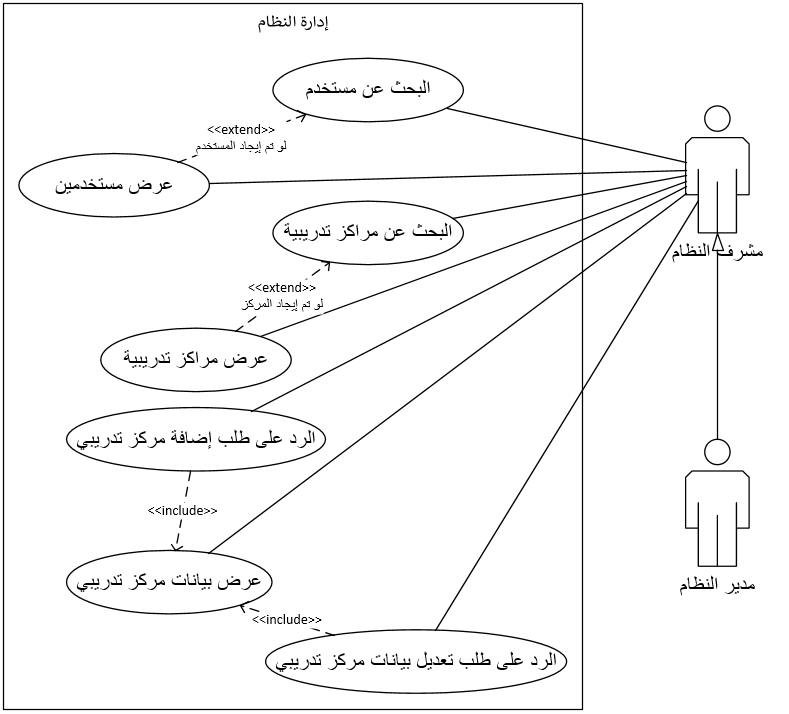 إدارة النظام
البحث عن مستخدم
<<extend>>
لو تم إيجاد المستخدم
عرض مستخدمين
البحث عن مراكز تدريبية
مشرف النظام
<<extend>>
لو تم إيجاد المركز
عرض مراكز تدريبية
الرد على طلب إضافة مركز تدريبي
<<include>>
عرض بيانات مركز تدريبي
مدير النظام
<<include>>
الرد على طلب تعديل بيانات مركز تدريبي